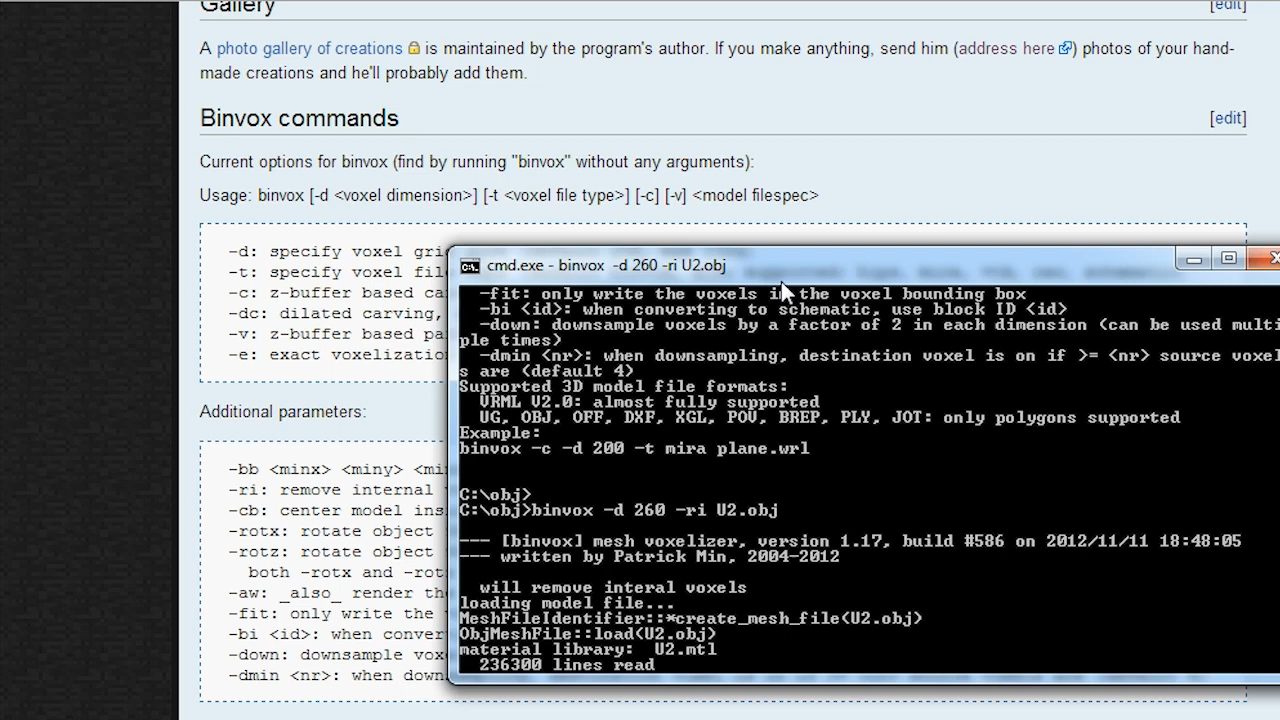 Gallery
[edit]
A photo gallery of creations is maintained by the program's author. If you make anything, send him (address here) photos of your hand-
made creations and he'll probably add them.
Binvox commands
[edit]
Current options for binvox (find by running "binvox" without any arguments):
Usage: binvox [-d <voxel dimension>] [-t <voxel file type>] [-c] [-v] <model filespec>
-d: specify voxel gri
-t: specify voxel fil
-c: z-buffer based ca
-dc: dilated carving,
-v: z-buffer based pa
-e: exact voxelizatio
Additional parameters:
-bb <minx> <miny> <mi
-ri: remove internal
-cb: center model ins
-rotx: rotate object
-rotz: rotate object
both -rotx and -rot
-aw: _also_ render the
-fit: only write the
-bi <id>: when conver
-down: downsample vox
-dmin <nr>: when down
cmd.exe - binvox -d 260 -ri U2.obj
-fit: only write the voxels in the voxel bounding box
-bi <id>: when converting to schematic, use block ID <id>
-down: downsample voxels by a factor of 2 in each dimension (can be used multi
ple times)
-dmin <nr>: when downsampling, destination voxel is on if >= <nr> source voxel
s are (default 4)
Supported 3D model file formats:
VRML V2.0: almost fully supported
UG, OBJ, OFF, DXF, XGL, POV, BREP, PLY, JOT: only polygons supported
Example:
binvox -c -d 200 -t mira plane.wrl
C:\obj>
C:\obj>binvox -d 260 -ri U2.obj
--- [binvox] mesh voxelizer, version 1.17, build #586 on 2012/11/11 18:48:05
--- written by Patrick Min, 2004-2012
will remove interal voxels
loading model file...
MeshFileIdentifier::*create_mesh_file(U2.obj)
ObjMeshFile::load(U2.obj)
material library: U2.mtl
236300 lines read